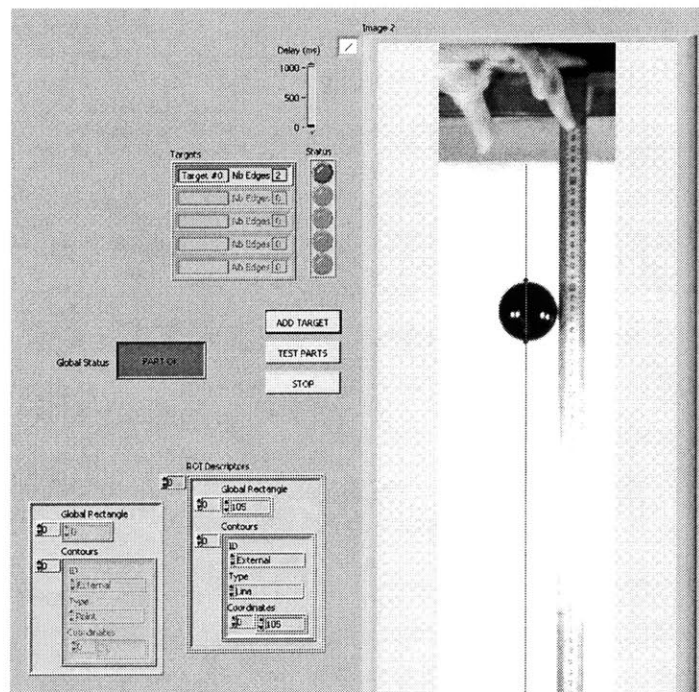 Image 2
Delay (ms)
1000
500
0
Targets
Status
Target #0 Nb Edges 2
Nb Edges 0
Nb Edges 0
Nb Edges 0
Nb Edges 0
ADD TARGET
Global Status
PART OK
TEST PARTS
STOP
ROI Descriptors
0
Global Rectangle
0 105
Contours
0
ID
External
Type
Line
Coordinates
0 105
Global Rectangle
0 0
Contours
0
ID
External
Type
Point
Coordinates
0